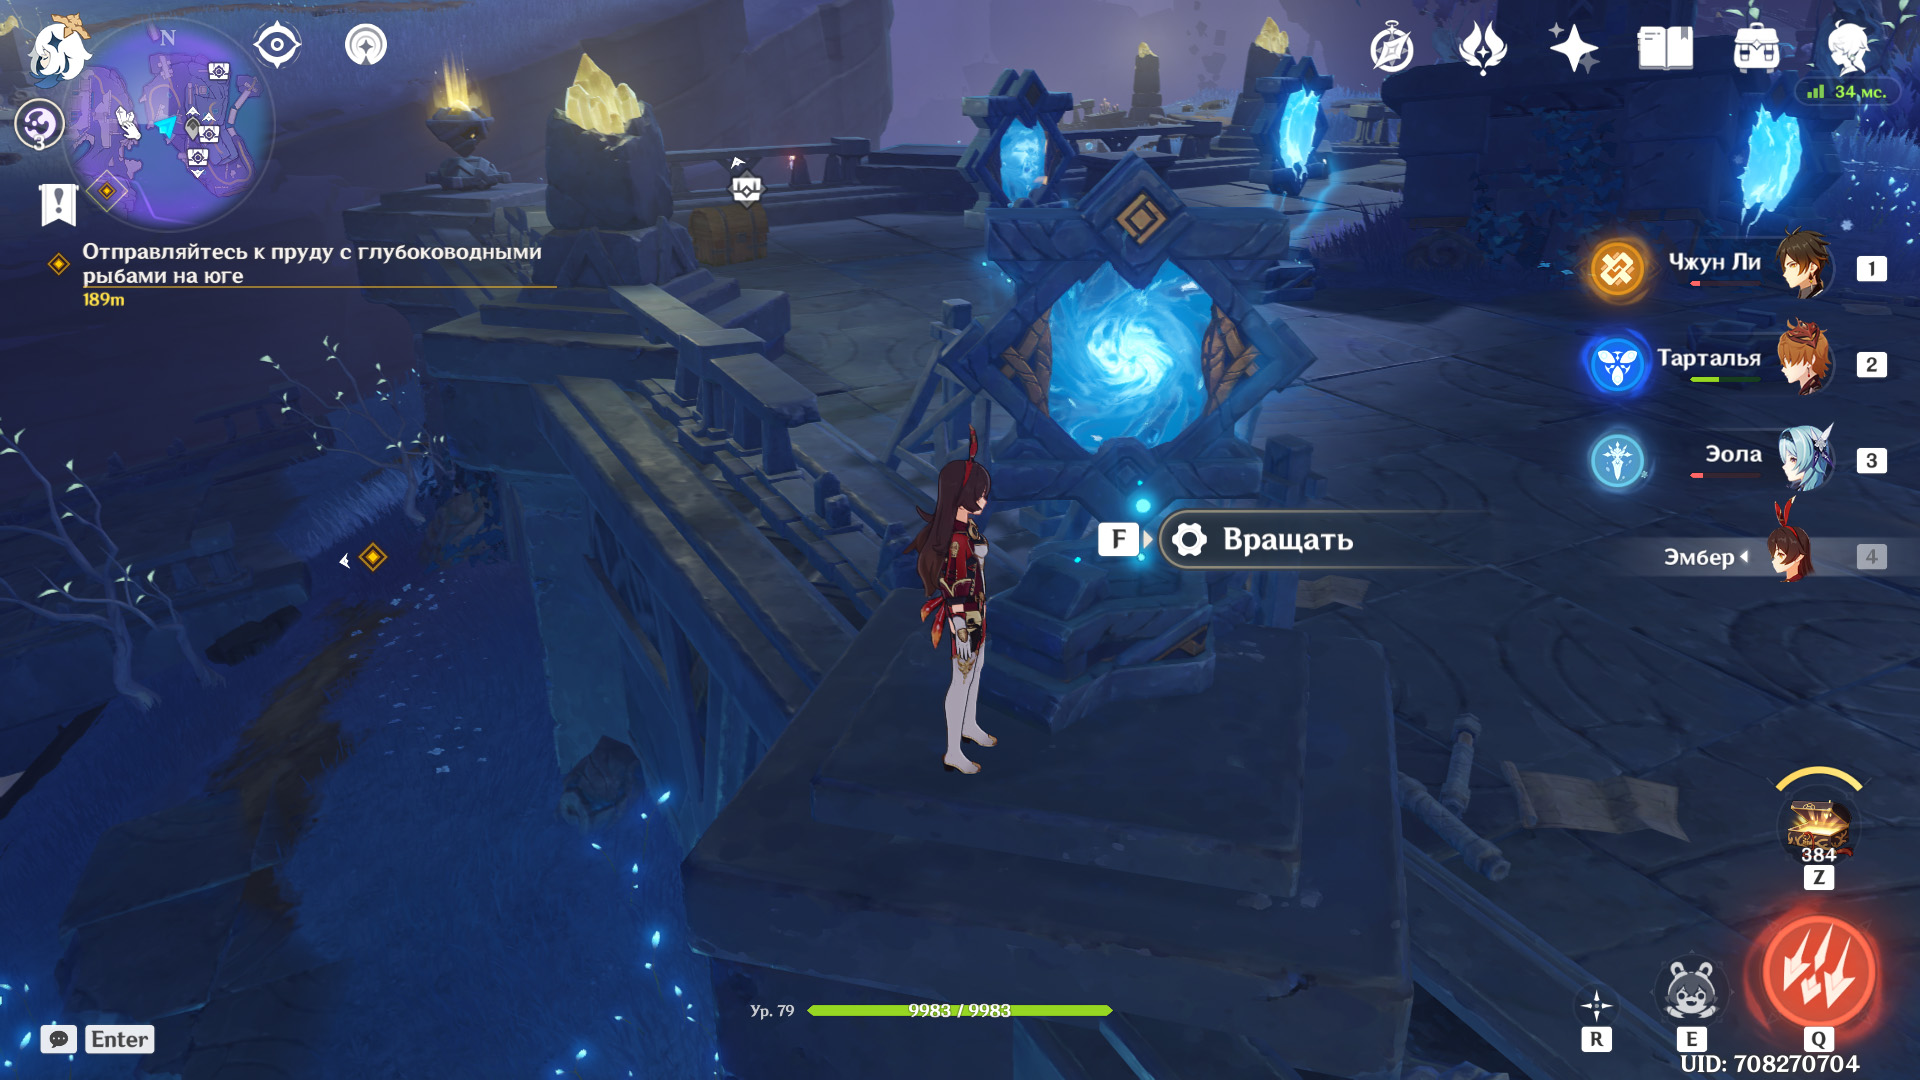 N
34 мс.
3
Отправляйтесь к пруду с глубоководными
рыбами на юге
189m
Чжун Ли
1
Тарталья
2
Эола
3
F
Вращать
Эмбер
4
384
Z
Ур. 79
9983 / 9983
Enter
R
E
Q
UID: 708270704